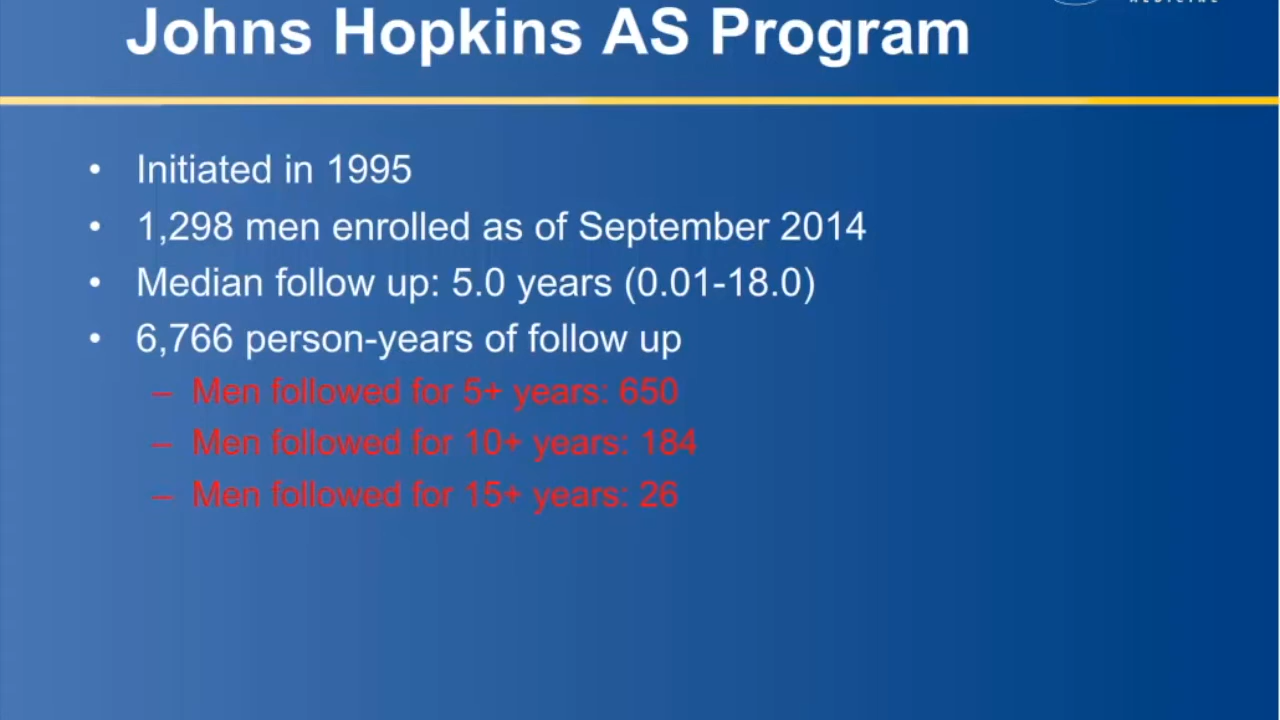 Johns Hopkins AS Program
• Initiated in 1995
• 1,298 men enrolled as of September 2014
• Median follow up: 5.0 years (0.01-18.0)
• 6,766 person-years of follow up
– Men followed for 5+ years: 650
– Men followed for 10+ years: 184
– Men followed for 15+ years: 26